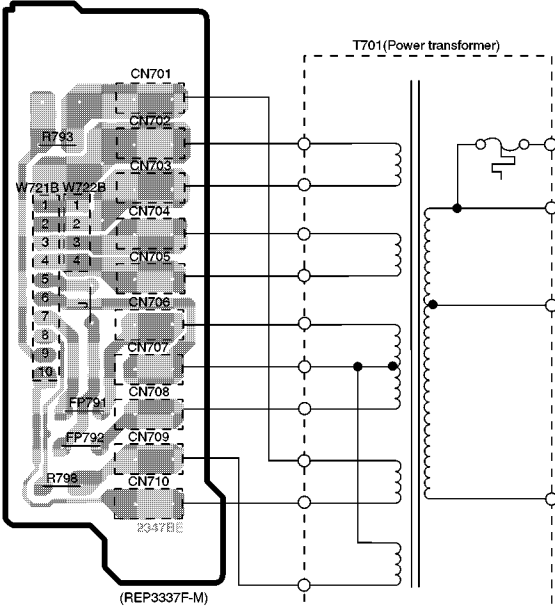 T701(Power transformer)
CN701
CN702
R793
CN703
W721B W722B
1 1
2 2
3 3
4 4
5
6
7
8
9
10
CN704
CN705
CN706
CN707
CN708
FP791
FP792
CN709
R798
CN710
2347BE
(REP3337F-M)